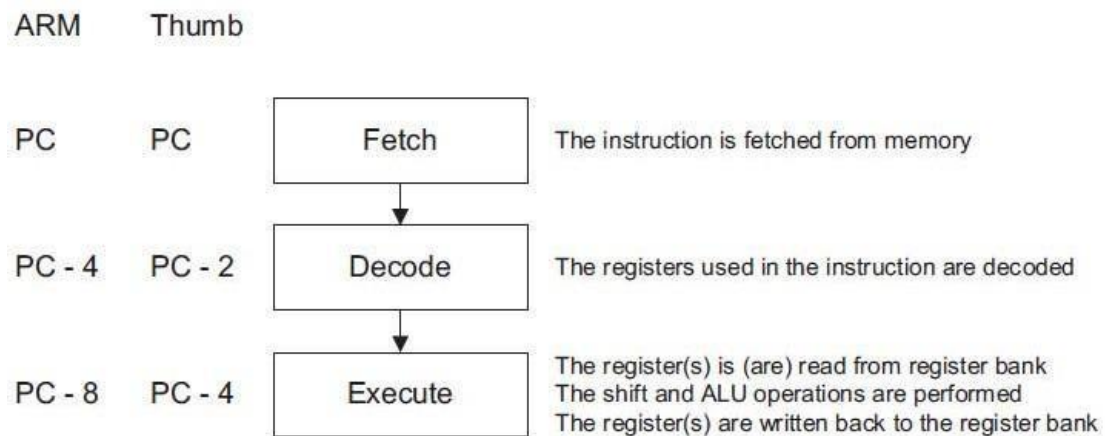 ARM Thumb
PC PC Fetch The instruction is fetched from memory
PC - 4 PC - 2 Decode The registers used in the instruction are decoded
PC - 8 PC - 4 Execute The register(s) is (are) read from register bank
The shift and ALU operations are performed
The register(s) are written back to the register bank